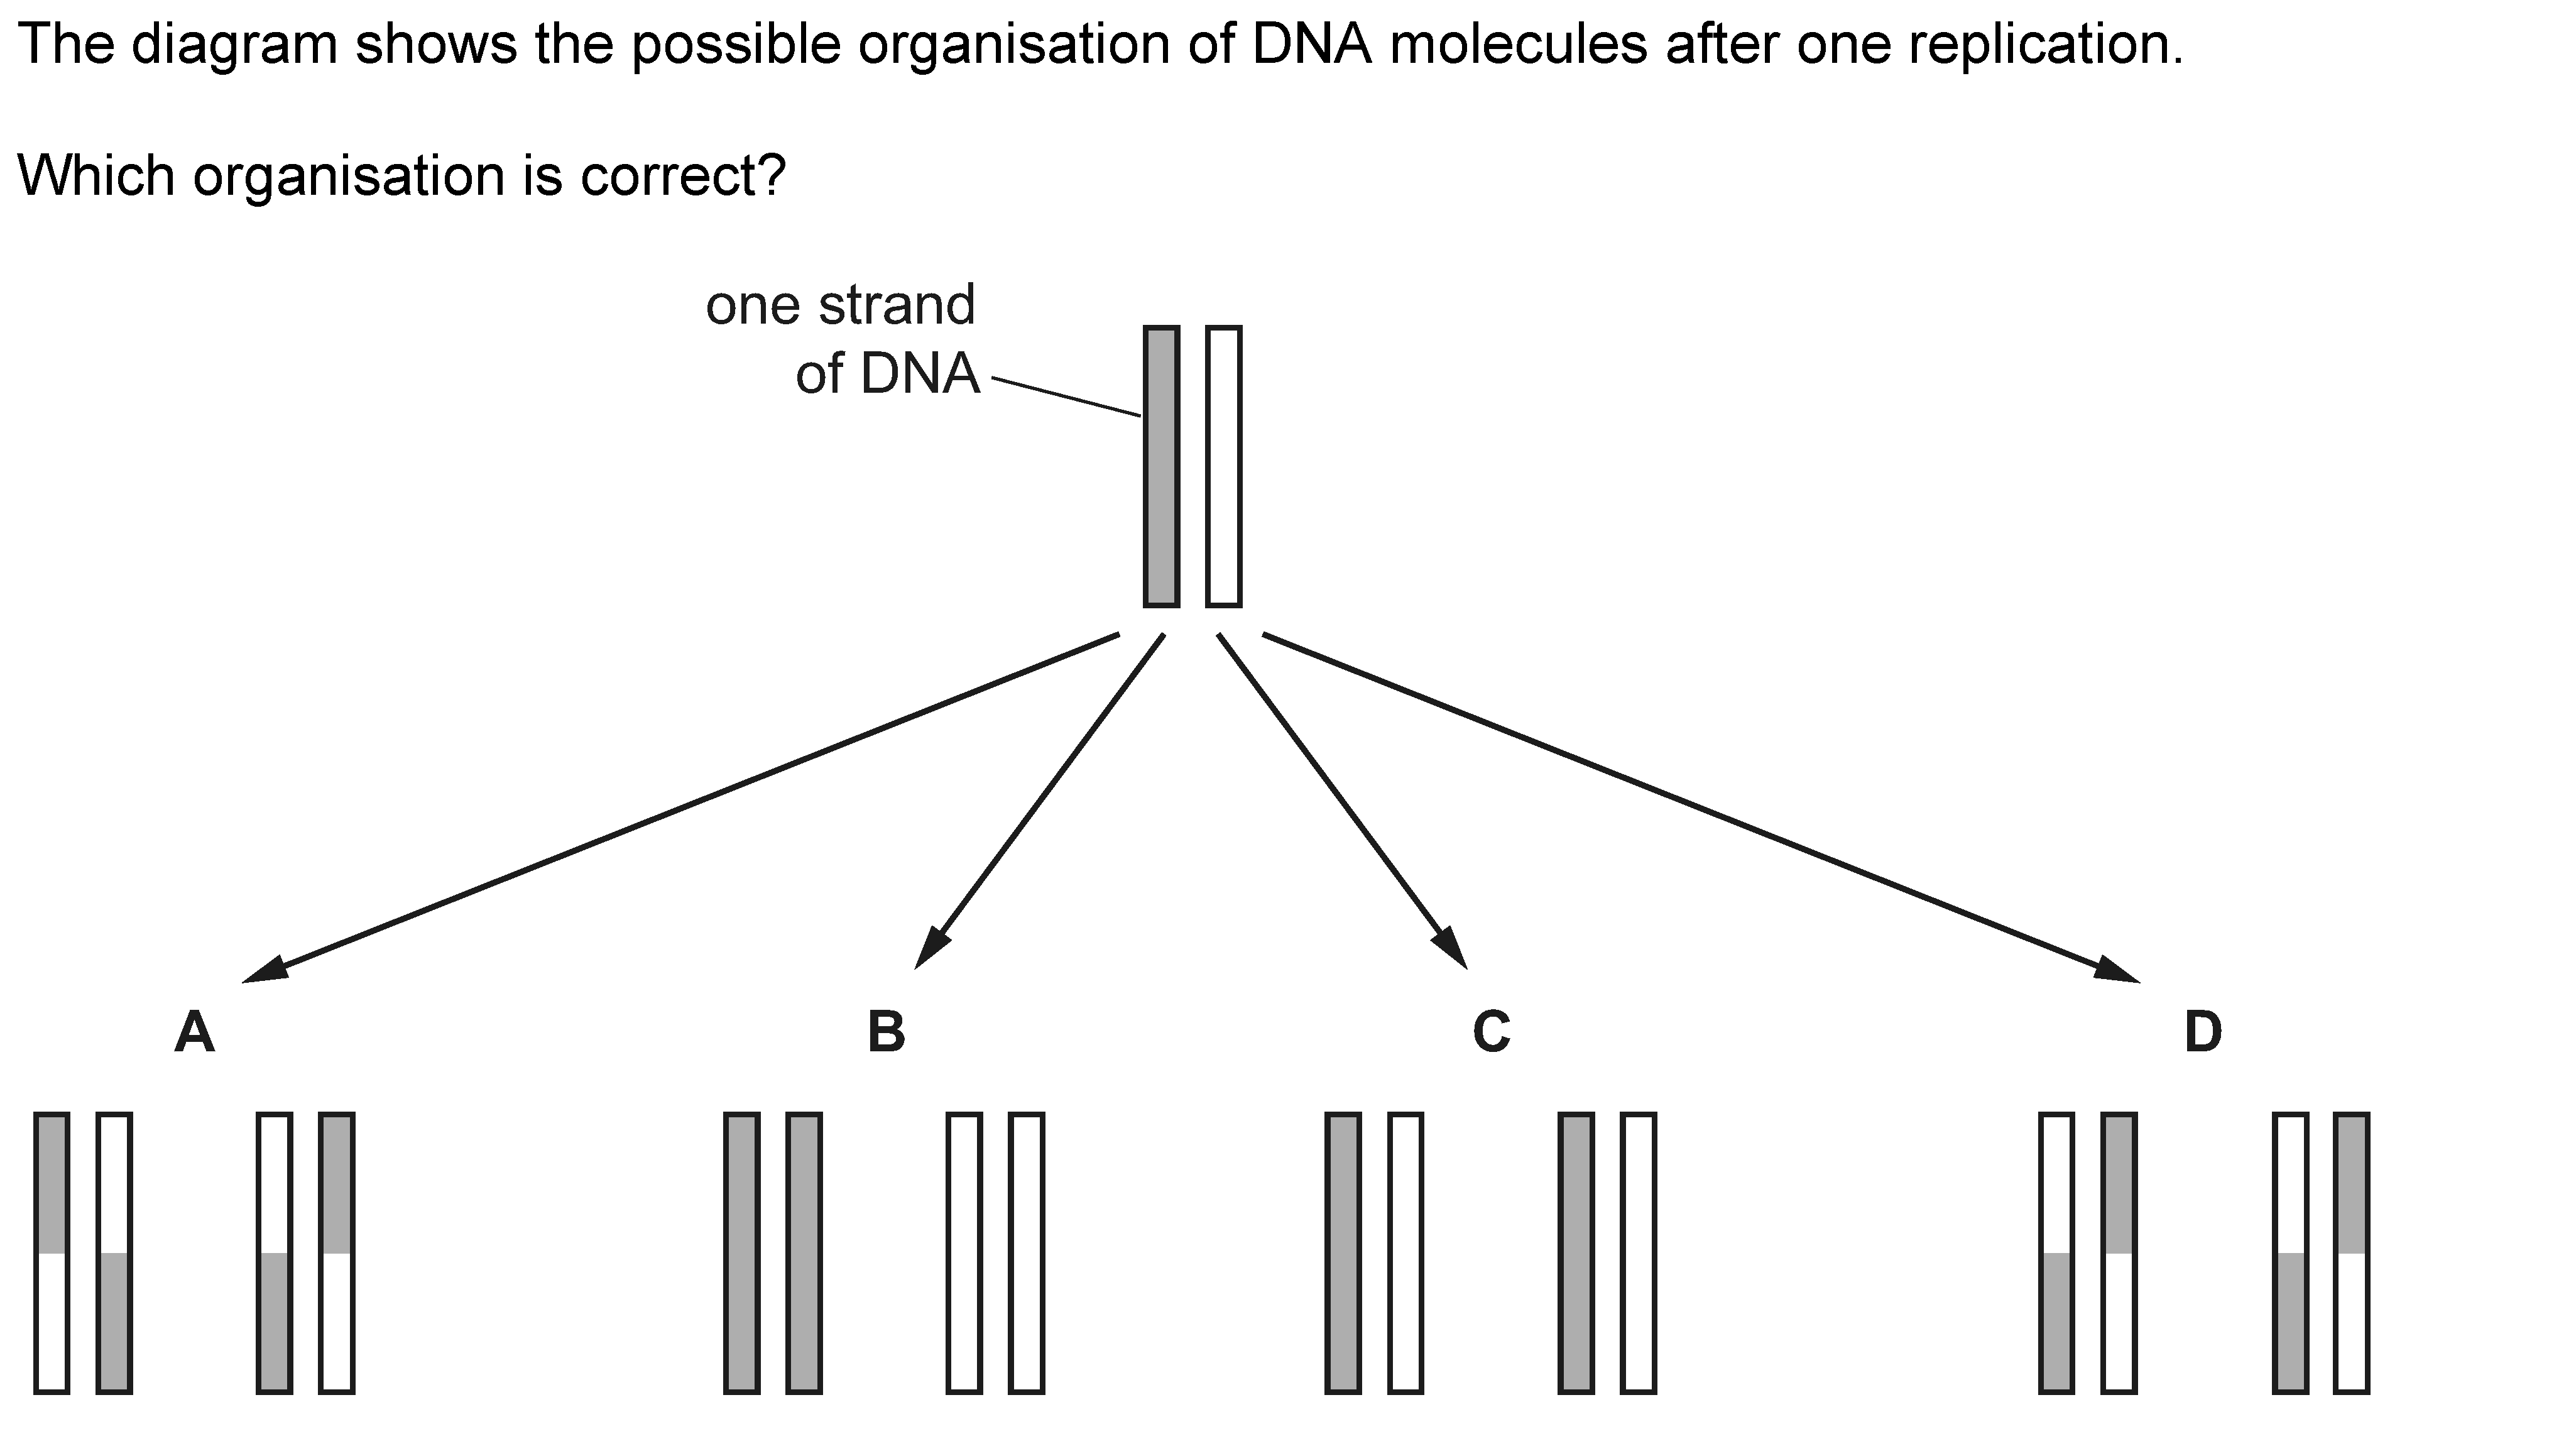 The diagram shows the possible organisation of DNA molecules after one replication.
Which organisation is correct?
one strand
of DNA
A
B
C
D